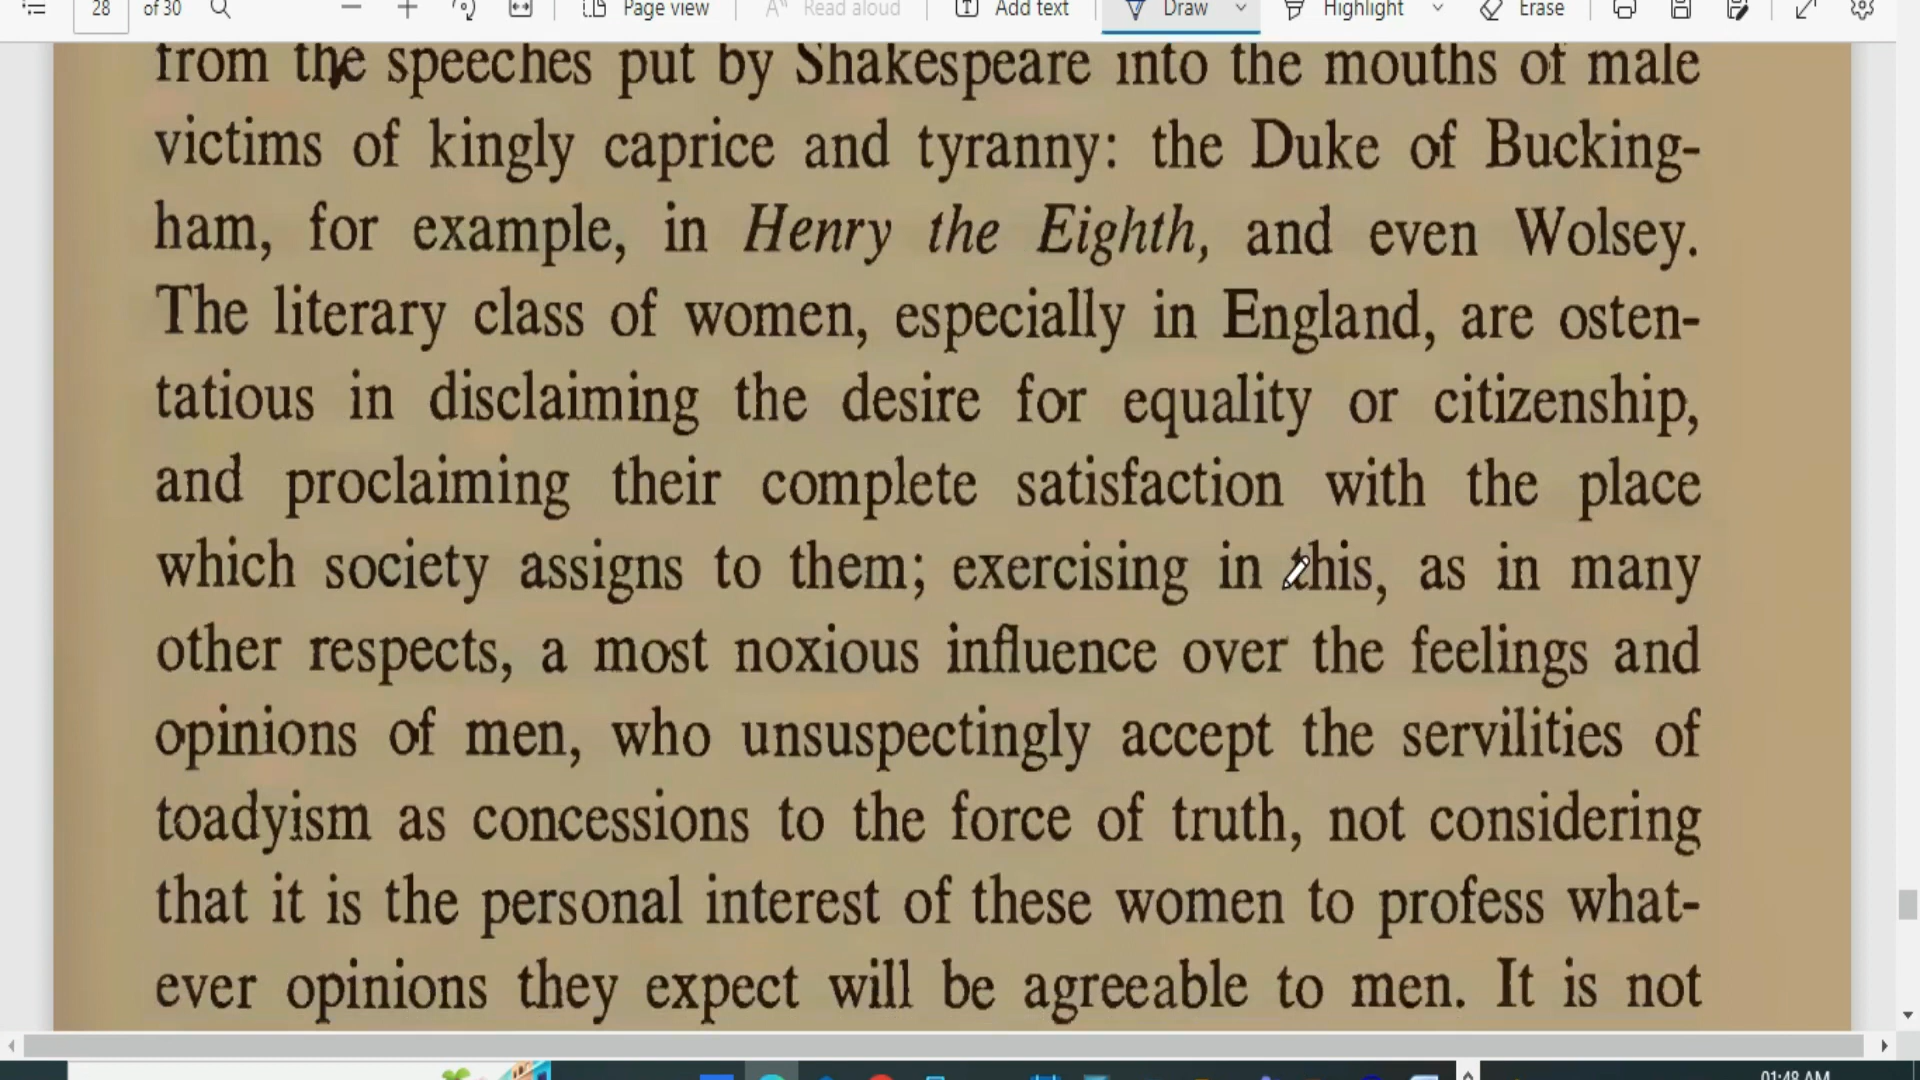 28 of 30 Page view Read aloud Add text Draw Highlight Erase
from the speeches put by Shakespeare into the mouths of male
victims of kingly caprice and tyranny: the Duke of Bucking-
ham, for example, in Henry the Eighth, and even Wolsey.
The literary class of women, especially in England, are osten-
tatious in disclaiming the desire for equality or citizenship,
and proclaiming their complete satisfaction with the place
which society assigns to them; exercising in this, as in many
other respects, a most noxious influence over the feelings and
opinions of men, who unsuspectingly accept the servilities of
toadyism as concessions to the force of truth, not considering
that it is the personal interest of these women to profess what-
ever opinions they expect will be agreeable to men. It is not
01:48 AM